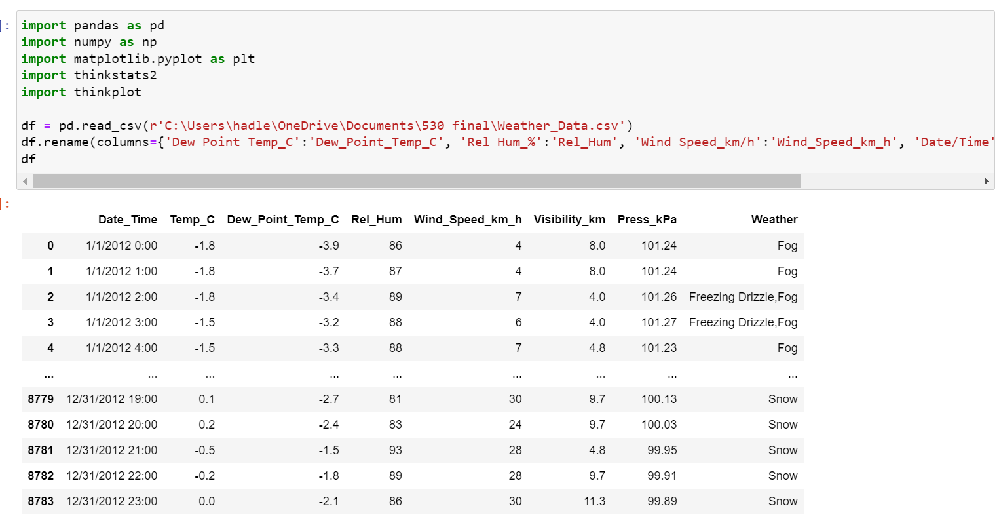 ]:
import pandas as pd
import numpy as np
import matplotlib.pyplot as plt
import thinkstats2
import thinkplot
df = pd.read_csv(r'C:\Users\hadle\OneDrive\Documents\530 final\Weather_Data.csv')
df.rename(columns={'Dew Point Temp_C':'Dew_Point_Temp_C', 'Rel Hum_%':'Rel_Hum', 'Wind Speed_km/h':'Wind_Speed_km_h', 'Date/Time'
df
]:
Date_Time Temp_C Dew_Point_Temp_C Rel_Hum Wind_Speed_km_h Visibility_km Press_kPa Weather
0 1/1/2012 0:00 -1.8 -3.9 86 4 8.0 101.24 Fog
1 1/1/2012 1:00 -1.8 -3.7 87 4 8.0 101.24 Fog
2 1/1/2012 2:00 -1.8 -3.4 89 7 4.0 101.26 Freezing Drizzle,Fog
3 1/1/2012 3:00 -1.5 -3.2 88 6 4.0 101.27 Freezing Drizzle,Fog
4 1/1/2012 4:00 -1.5 -3.3 88 7 4.8 101.23 Fog
... ... ... ... ... ... ... ... ...
8779 12/31/2012 19:00 0.1 -2.7 81 30 9.7 100.13 Snow
8780 12/31/2012 20:00 0.2 -2.4 83 24 9.7 100.03 Snow
8781 12/31/2012 21:00 -0.5 -1.5 93 28 4.8 99.95 Snow
8782 12/31/2012 22:00 -0.2 -1.8 89 28 9.7 99.91 Snow
8783 12/31/2012 23:00 0.0 -2.1 86 30 11.3 99.89 Snow